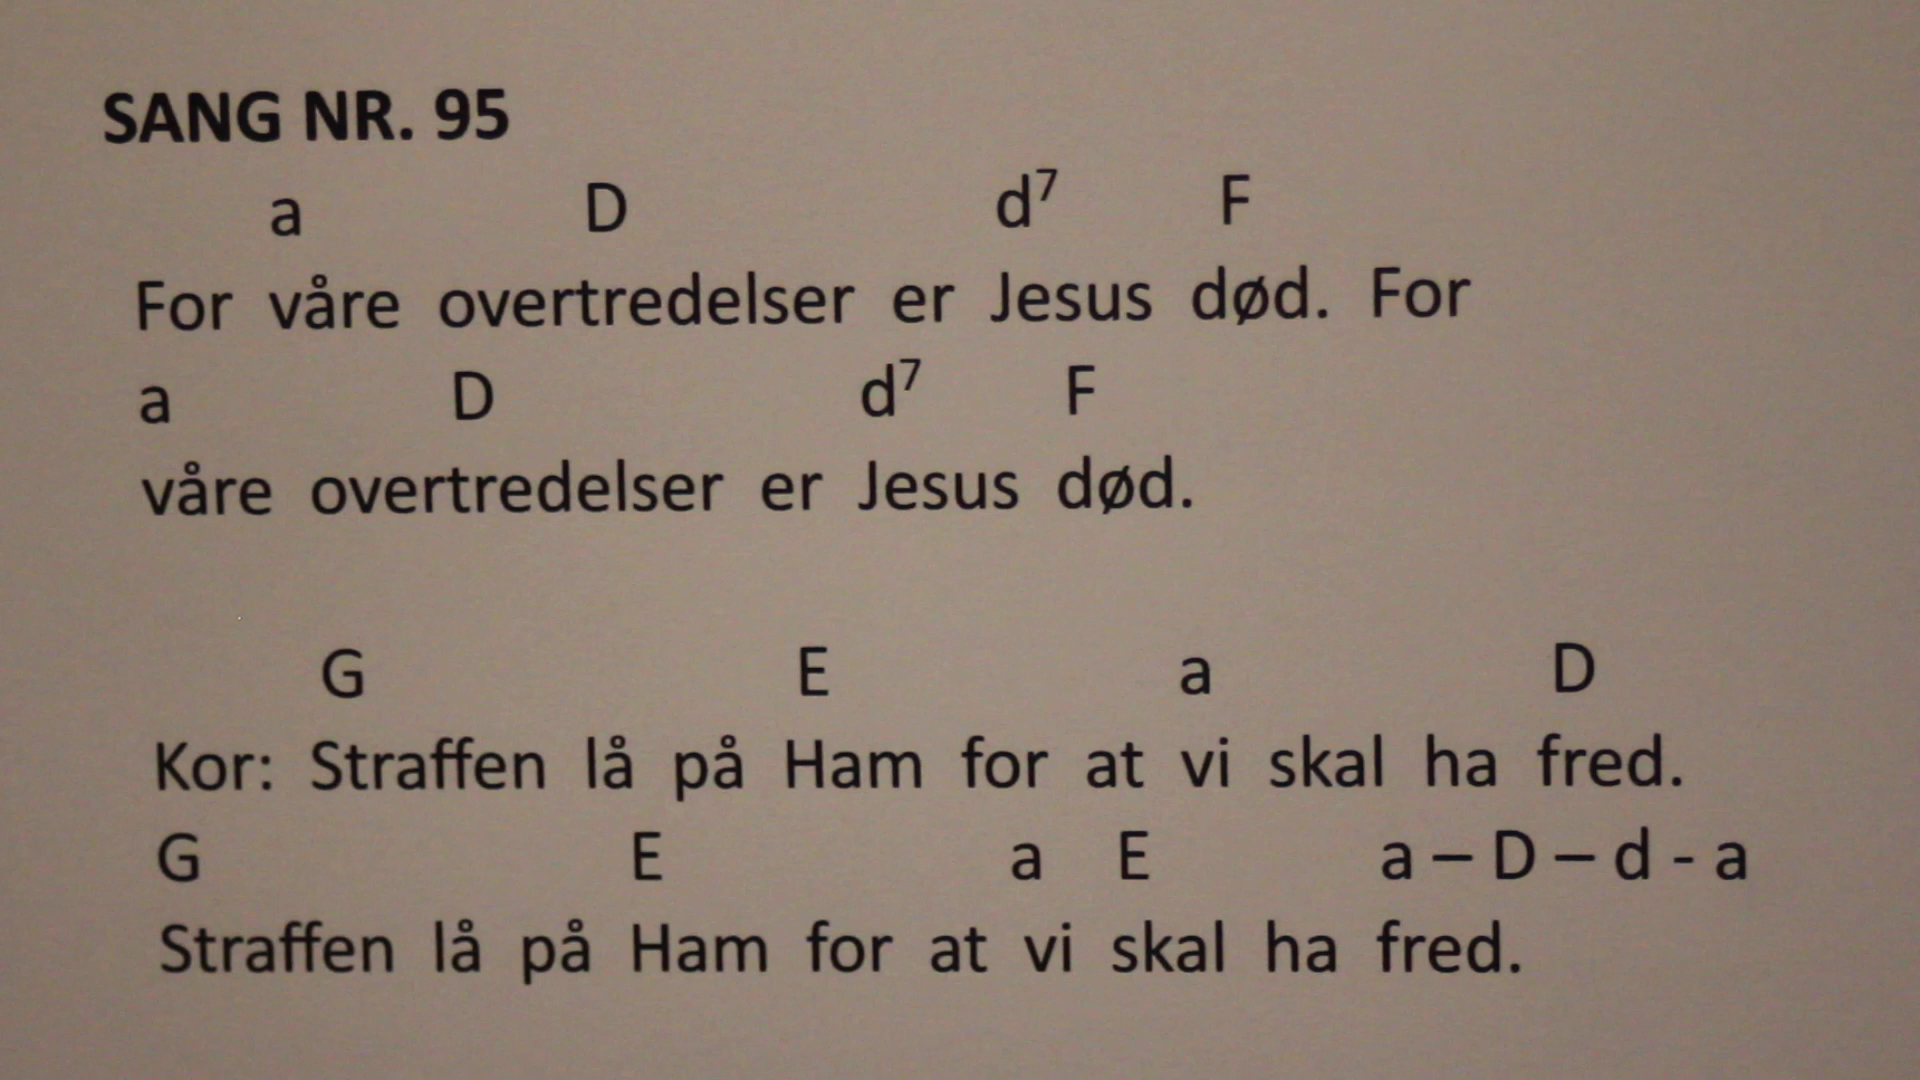 SANG NR. 95
a D d⁷ F
For våre overtredelser er Jesus død. For
a D d⁷ F
våre overtredelser er Jesus død.
G E a D
Kor: Straffen lå på Ham for at vi skal ha fred.
G E a E a – D – d - a
Straffen lå på Ham for at vi skal ha fred.